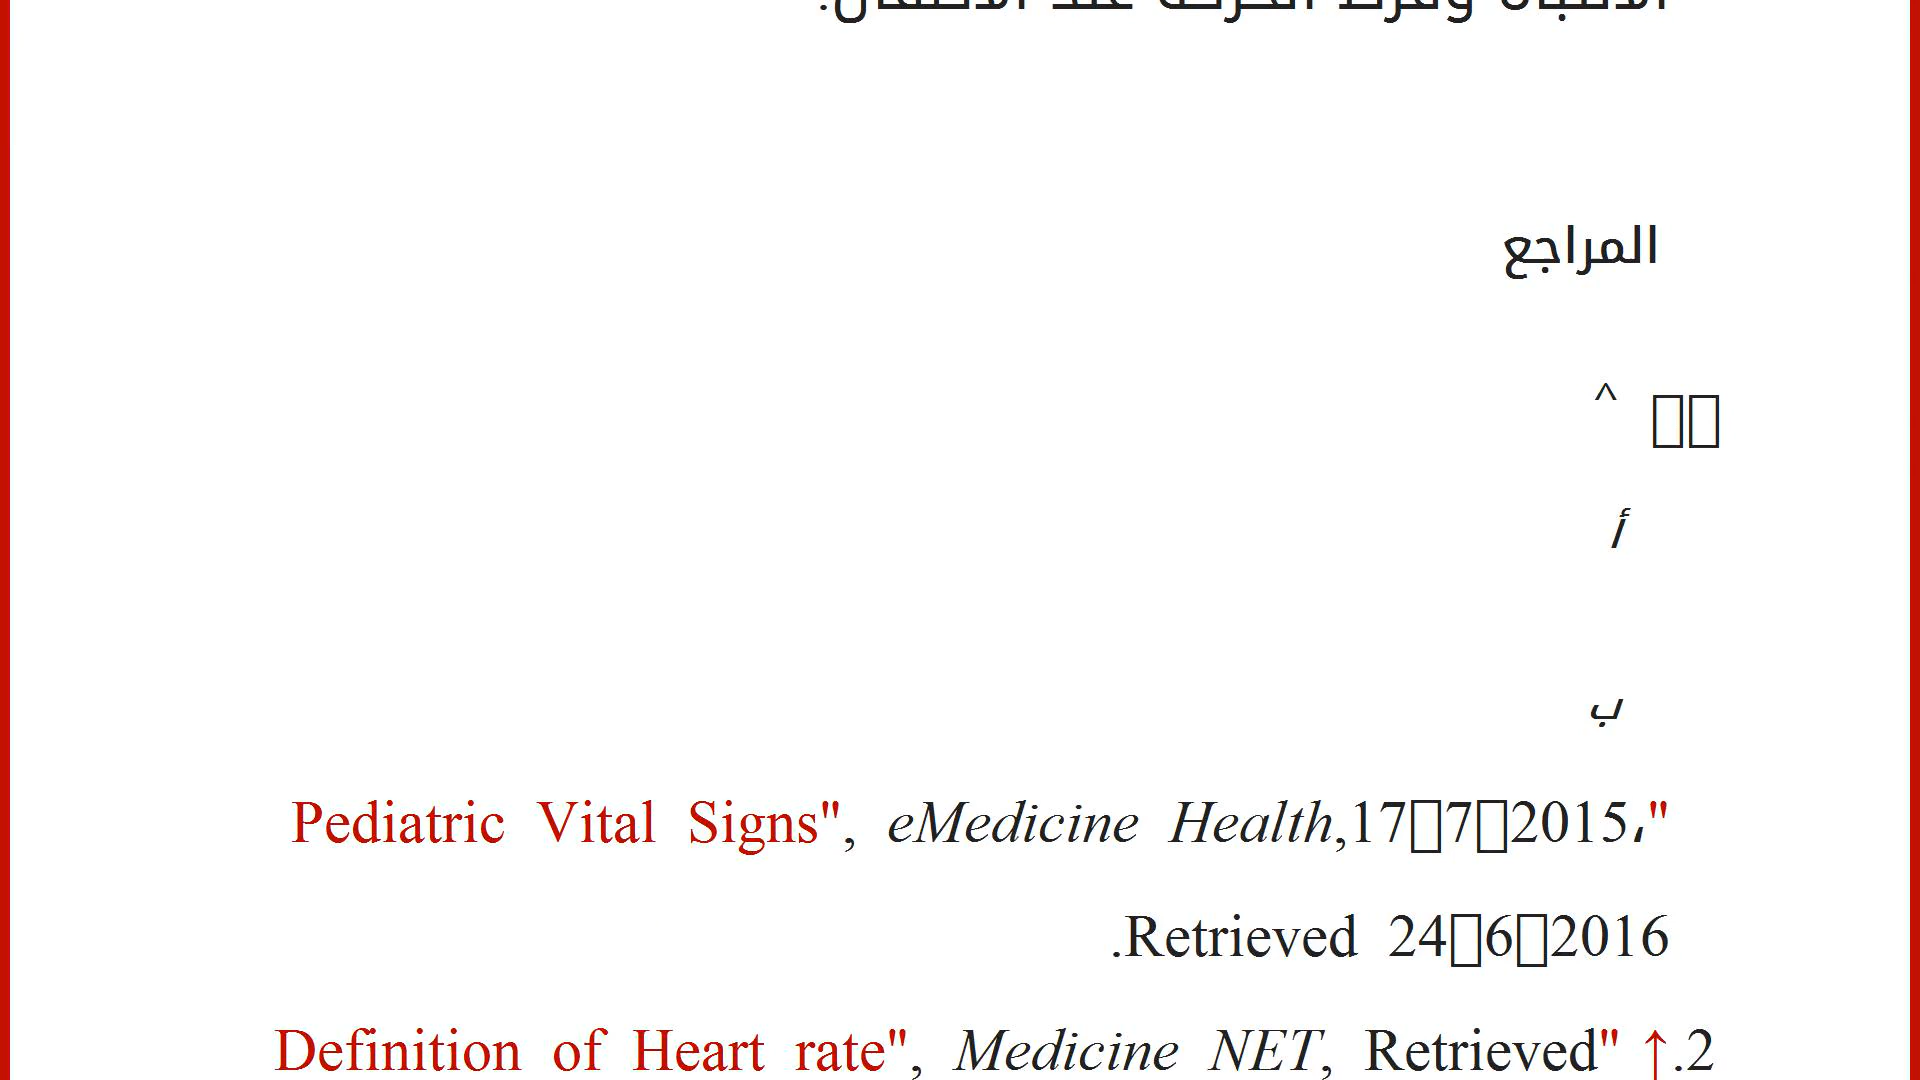 المراجع
^
أ
ب
"Pediatric Vital Signs", eMedicine Health,17▯7▯2015،
Retrieved 24▯6▯2016.
2.↑ "Definition of Heart rate", Medicine NET, Retrieved